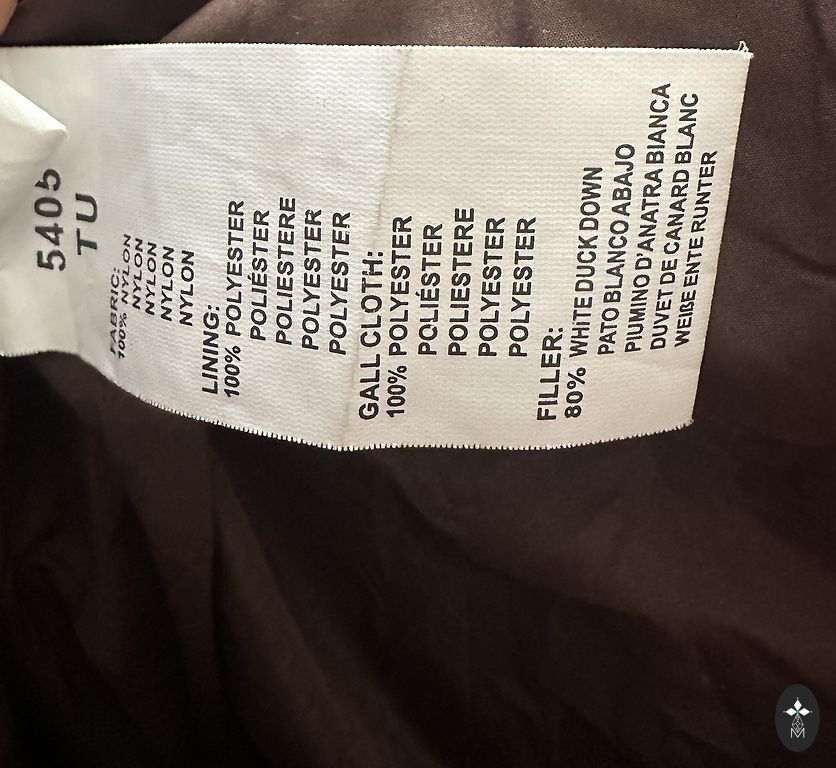 5405
TU
FABRIC:
100% NYLON
NYLON
NYLON
NYLON
NYLON
LINING:
100% POLYESTER
POLIÉSTER
POLIESTERE
POLYESTER
POLYESTER
GALL CLOTH:
100% POLYESTER
POLIÉSTER
POLIESTERE
POLYESTER
POLYESTER
FILLER:
80% WHITE DUCK DOWN
PATO BLANCO ABAJO
PIUMINO D'ANATRA BIANCA
DUVET DE CANARD BLANC
WEIßE ENTE RUNTER
M